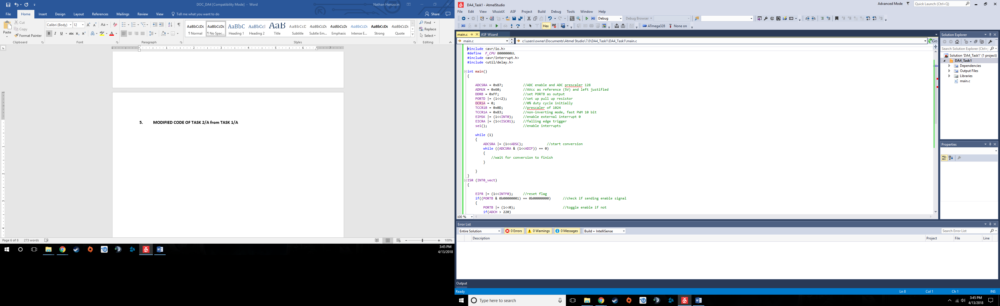 DOC_DA4 [Compatibility Mode] - Word
Nathan Hanuscin
File Home Insert Design Layout References Mailings Review View Tell me what you want to do
Share
Paste
Cut
Copy
Format Painter
Clipboard
Calibri (Body) 12
Font
Paragraph
AaBbCcDc AaBbCcDc AaBbC AaBbCcI AaB AaBbCcD AaBbCcDc AaBbCcDc AaBbCcDc AaBbCcDc AaBbCcDc
¶ Normal ¶ No Spac... Heading 1 Heading 2 Title Subtitle Subtle Em... Emphasis Intense E... Strong Quote
Styles
Find
Replace
Select
Editing
5. MODIFIED CODE OF TASK 2/A from TASK 1/A
Page 6 of 8 273 words
100%
3:45 PM
4/13/2018
DA4_Task1 - AtmelStudio
Advanced Mode
Quick Launch (Ctrl+Q)
File Edit View VAssistX ASF Project Build Debug Tools Window Help
Debug
Debug Browser
Hex
ATmega328
None on
main.c
ASF Wizard
main.c
c:\users\owner\Documents\Atmel Studio\7.0\DA4_Task1\DA4_Task1\main.c
Go
#include <avr/io.h>
#define F_CPU 8000000UL
#include <avr/interrupt.h>
#include <util/delay.h>
int main()
{
ADCSRA = 0x87; //ADC enable and ADC prescaler 128
ADMUX = 0x60; //AVcc as reference (5V) and left justified
DDRB = 0xFF; //set PORTB as output
PORTD |= (1<<2); //set up pull up resistor
OCR1A = 0; //0% duty cycle initially
TCCR1B = 0x0D; //prescaler of 1024
TCCR1A = 0x83; //non-inverting mode, fast PWM 10 bit
EIMSK |= (1<<INT0); //enable external interrupt 0
EICRA |= (1<<ISC01); //falling edge trigger
sei(); //enable interrupts
while (1)
{
ADCSRA |= (1<<ADSC); //start conversion
while ((ADCSRA & (1<<ADIF)) == 0)
{
//wait for conversion to finish
}
}
}
ISR (INT0_vect)
{
EIFR |= (1<<INTF0); //reset flag
if((PORTB & 0b00000001) == 0b00000000) //check if sending enable signal
{
PORTB |= (1<<0); //toggle enable if not
if(ADCH > 220)
100 %
Solution Explorer
Search Solution Explorer (Ctrl+;
Solution 'DA4_Task1' (1 project)
DA4_Task1
Dependencies
Output Files
Libraries
main.c
Properties
Error List
Entire Solution
0 Errors
0 Warnings
0 Messages
Build + IntelliSense
Search Error List
Description Project File Line
Output
Ready
Ln 8 Col 1 Ch 1 INS
Type here to search
3:45 PM
4/13/2018